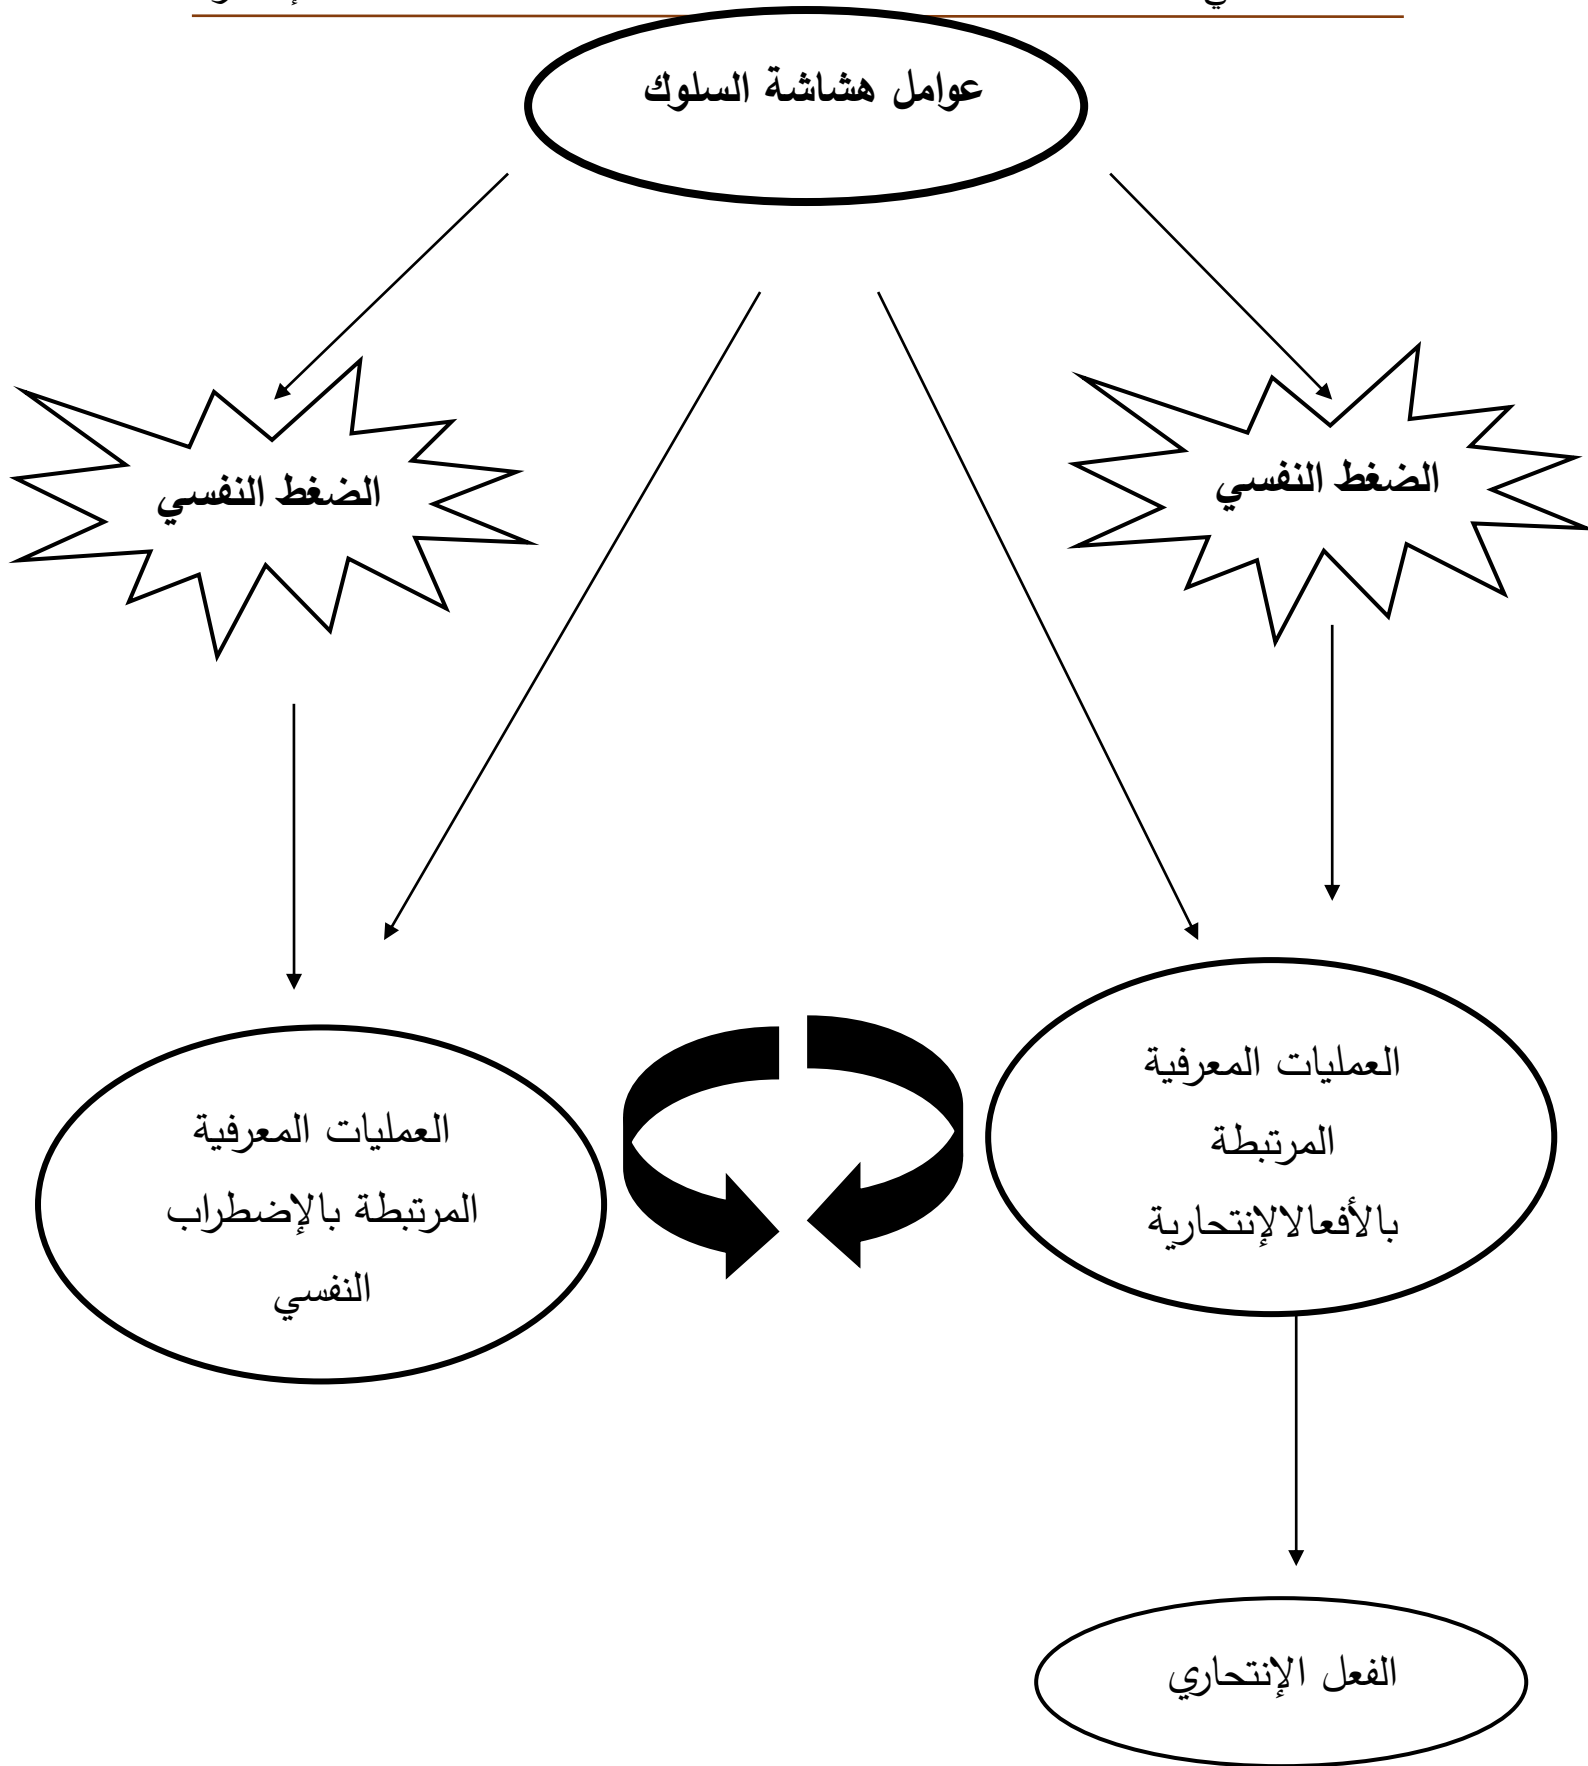 عوامل هشاشة السلوك
الضغط النفسي
الضغط النفسي
العمليات المعرفية
المرتبطة
بالأفعالالإنتحارية
العمليات المعرفية
المرتبطة بالإضطراب
النفسي
الفعل الإنتحاري